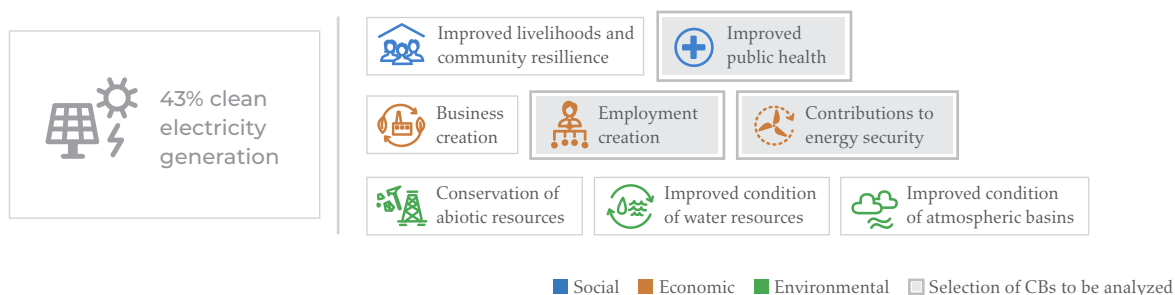 43% clean
electricity
generation
Improved livelihoods and
community resillience
Improved
public health
Business
creation
Employment
creation
Contributions to
energy security
Conservation of
abiotic resources
Improved condition
of water resources
Improved condition
of atmospheric basins
Social
Economic
Environmental
Selection of CBs to be analyzed